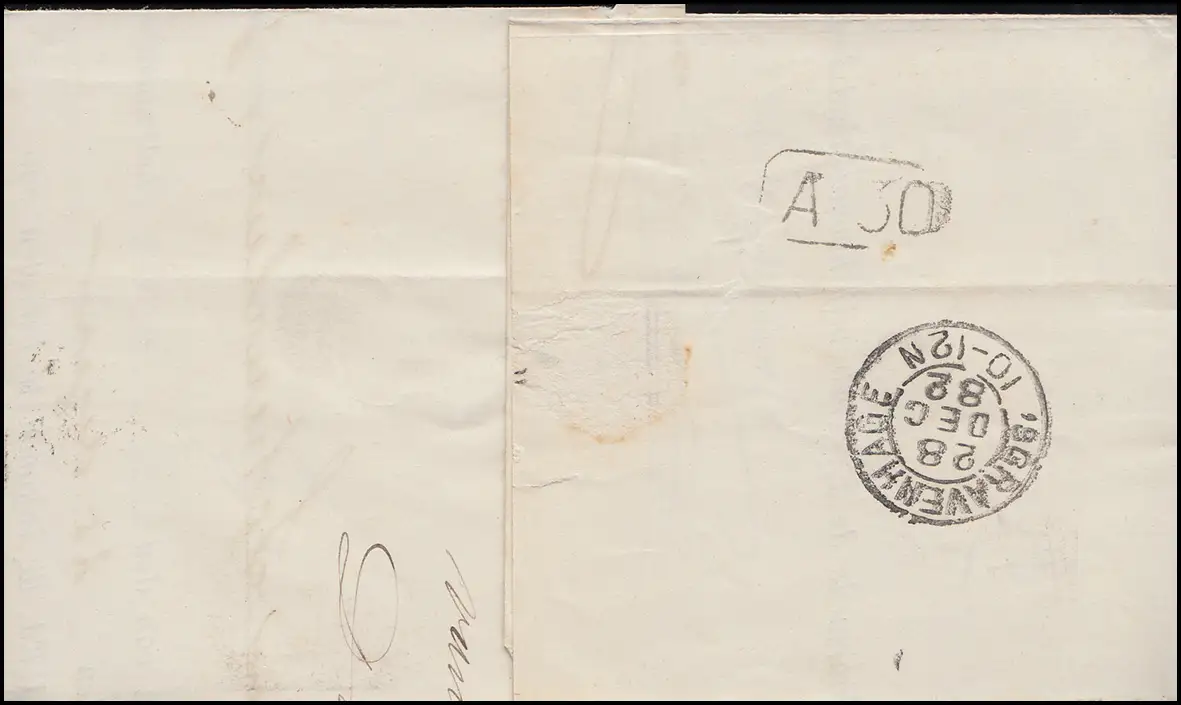 A 30
'SGRAVENHAGE
28
DEC
82
10-12N